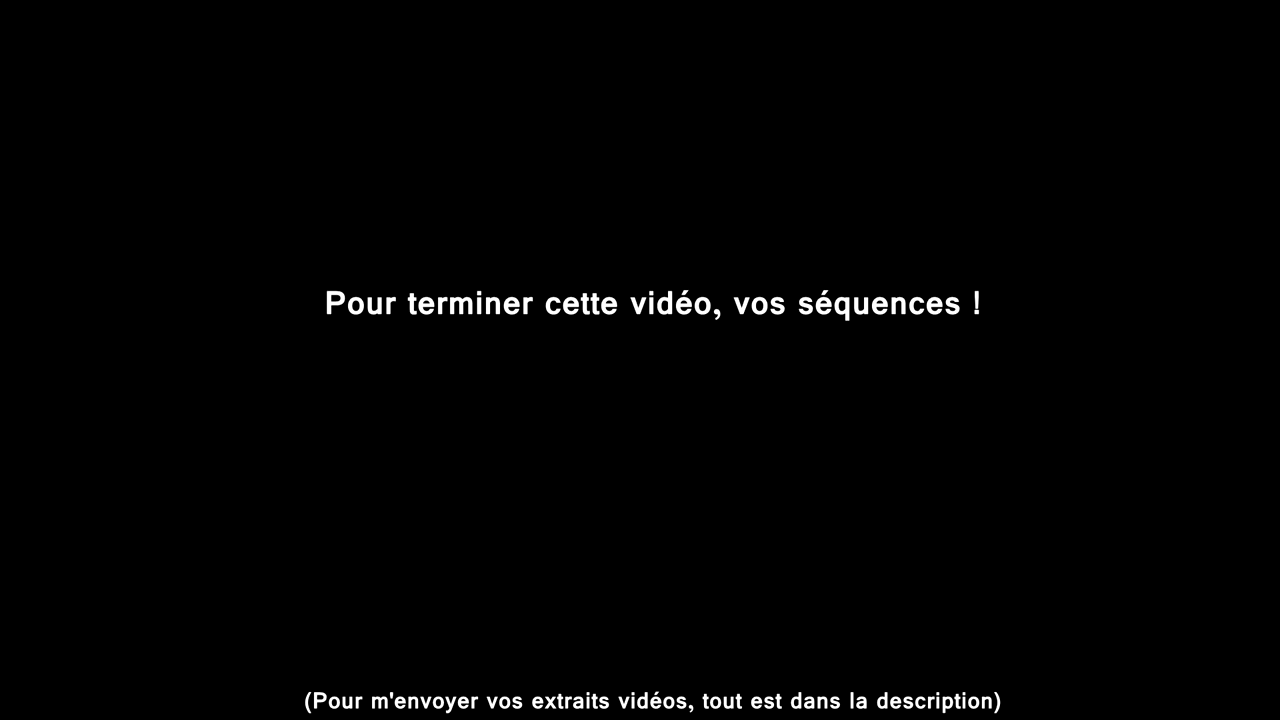 Pour terminer cette vidéo, vos séquences !
(Pour m'envoyer vos extraits vidéos, tout est dans la description)